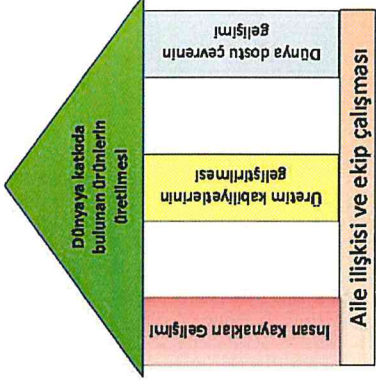 Dünyaya katkıda
bulunan ürünlerin
üretilmesi
İnsan Kaynakları Gelişimi
Üretim kabiliyetlerinin
geliştirilmesi
Dünya dostu çevrenin
gelişimi
Aile ilişkisi ve ekip çalışması